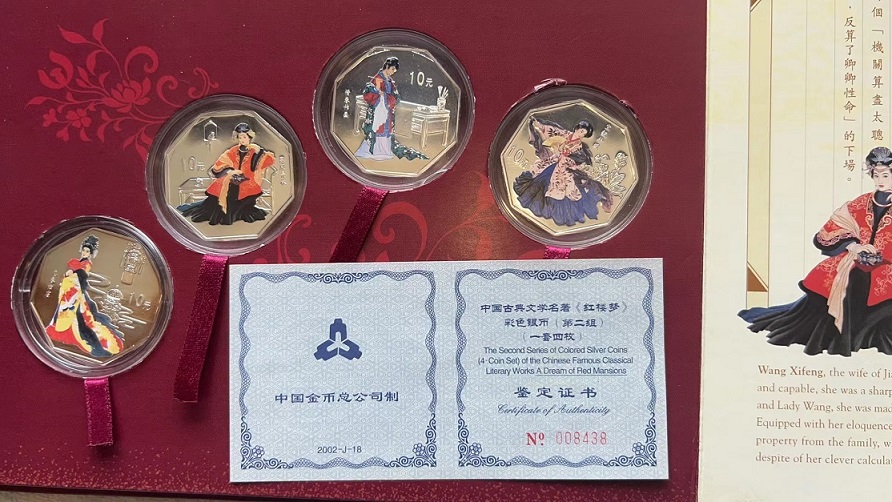 10元
10元
10元
10元
中国金币总公司制
2002-J-18
中国古典文学名著《红楼梦》
彩色银币（第二组）
（一套四枚）
The Second Series of Colored Silver Coins
(4-Coin Set) of the Chinese Famous Classical
Literary Works A Dream of Red Mansions
鉴定证书
Certificate of Authenticity
Nº 008438
個「機關算盡太聰
，反算了卿卿性命」的下場。
Wang Xifeng, the wife of Jia
and capable, she was a sharp
and Lady Wang, she was mad
Equipped with her eloquence
property from the family, w
despite of her clever calcula